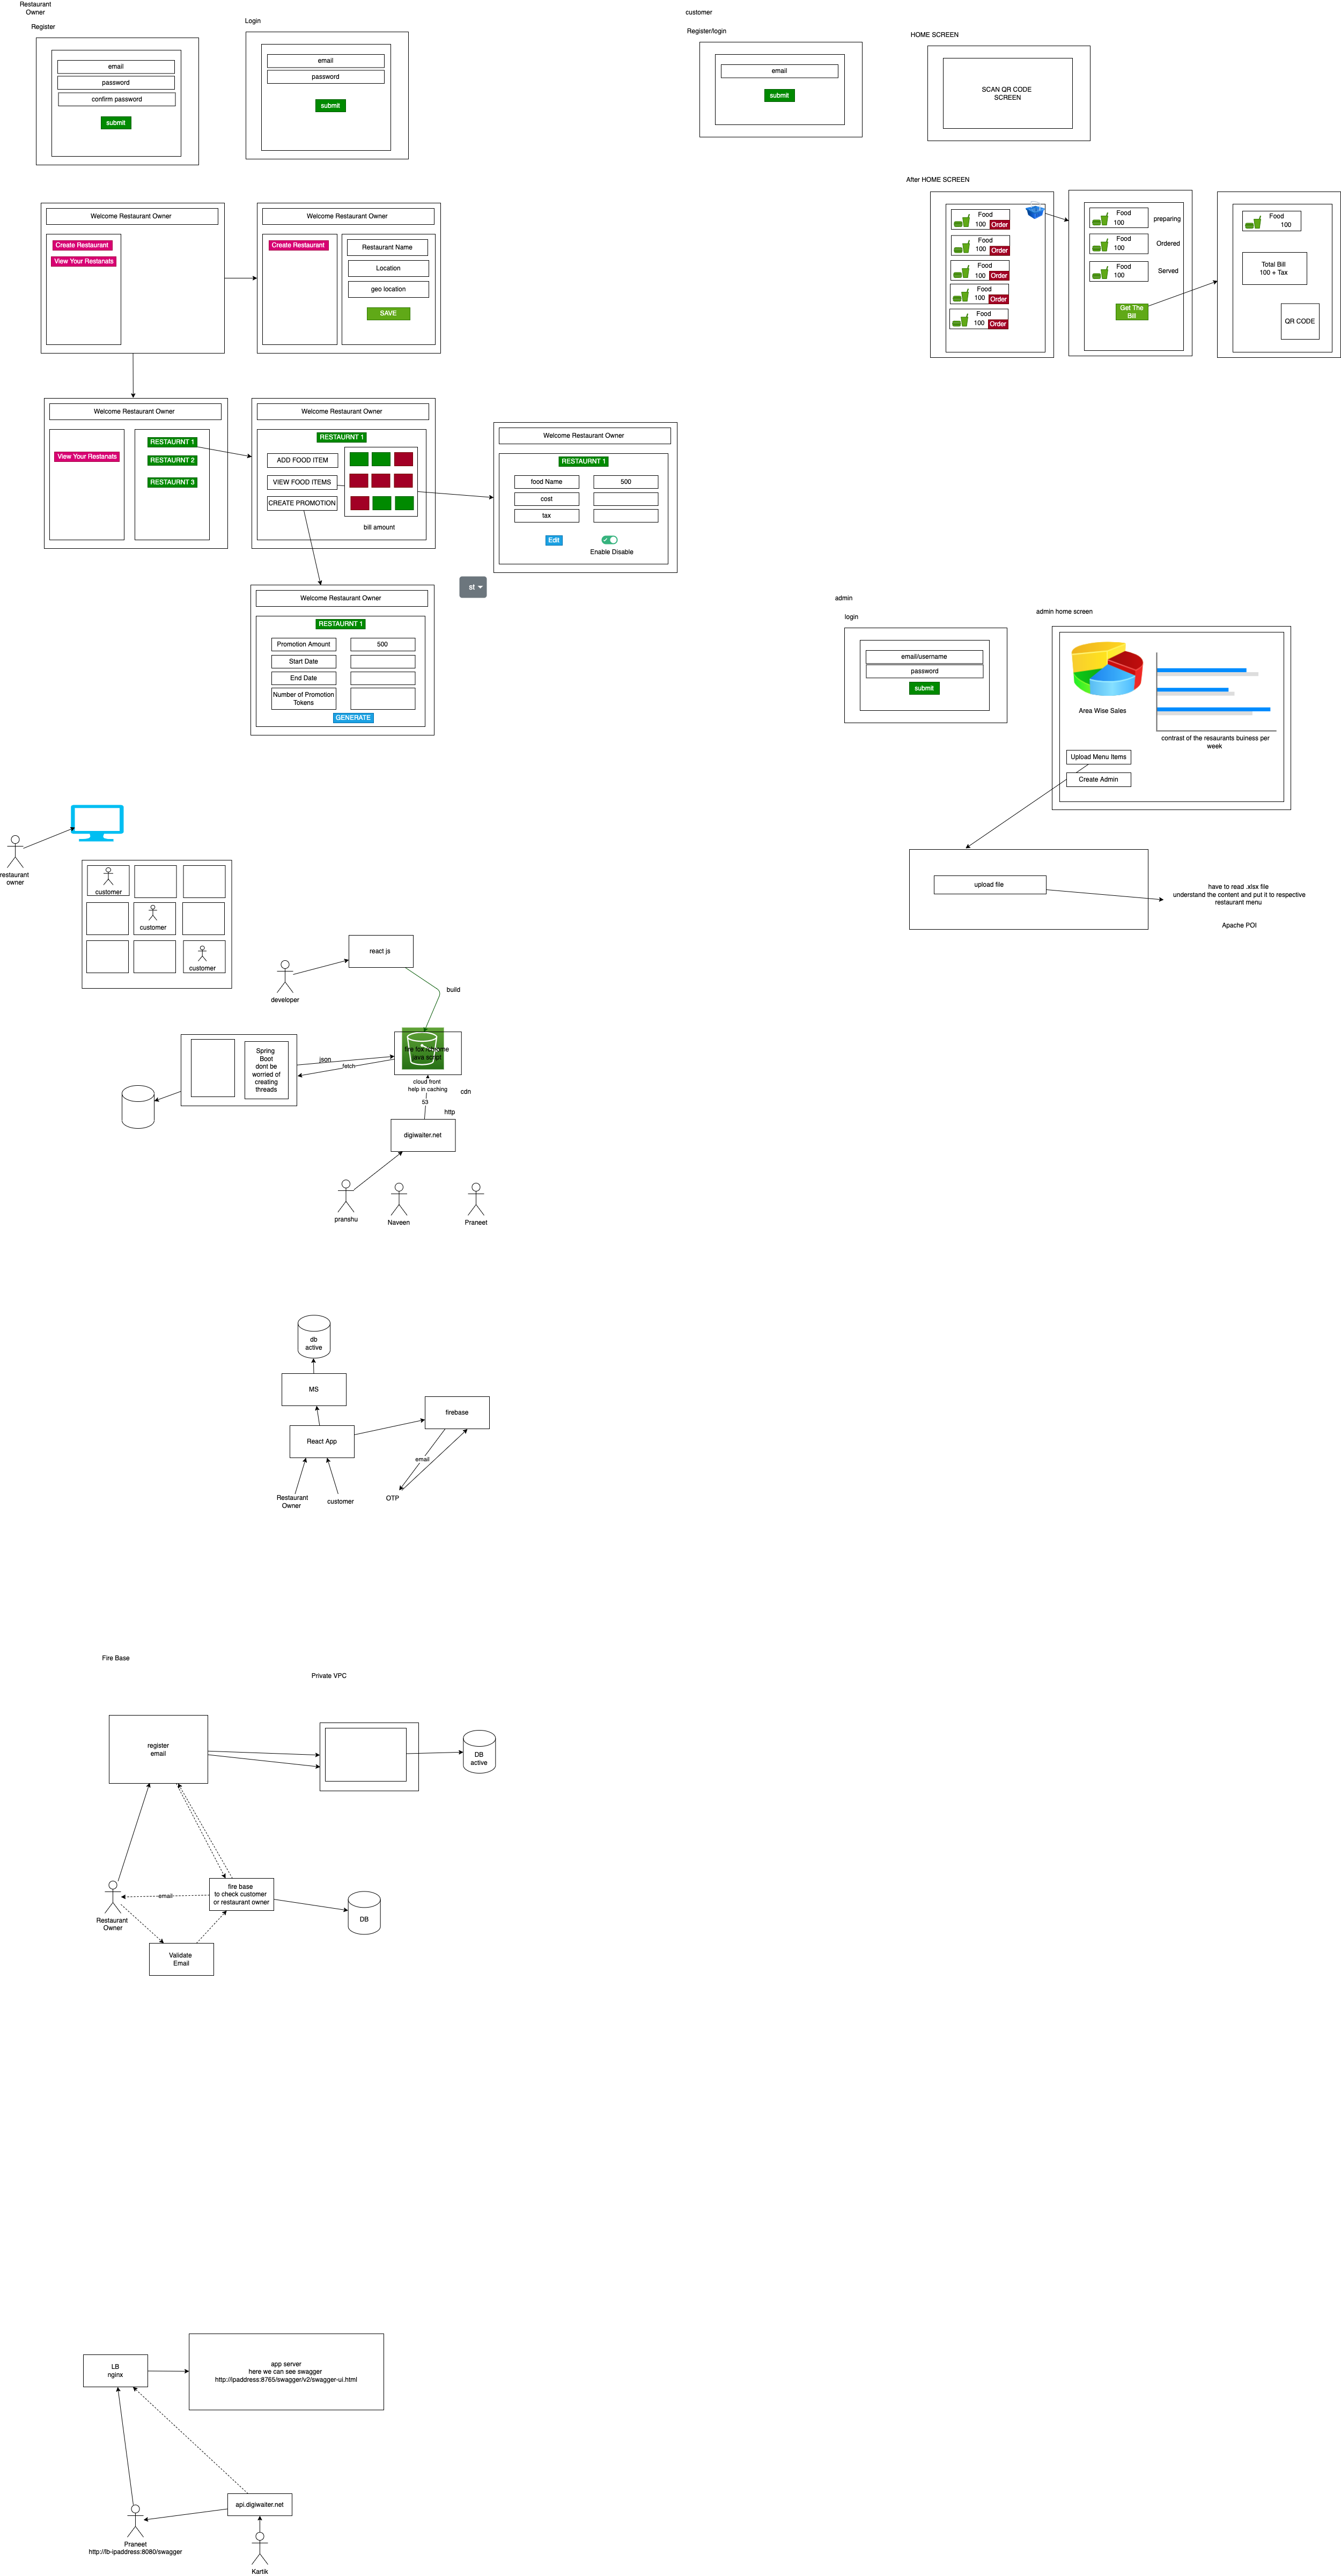 Restaurant
Owner
Register
email
password
confirm password
submit
Login
email
password
submit
customer
Register/login
email
submit
HOME SCREEN
SCAN QR CODE
SCREEN
After HOME SCREEN
Food
100
Order
Food
100
Order
Food
100
Order
Food
100
Order
Food
100
Order
Food
100
preparing
Food
100
Ordered
Food
100
Served
Get The
Bill
Food
100
Total Bill
100 + Tax
QR CODE
Welcome Restaurant Owner
Create Restaurant
View Your Restanats
Welcome Restaurant Owner
Create Restaurant
Restaurant Name
Location
geo location
SAVE
Welcome Restaurant Owner
View Your Restanats
RESTAURNT 1
RESTAURNT 2
RESTAURNT 3
Welcome Restaurant Owner
RESTAURNT 1
ADD FOOD ITEM
VIEW FOOD ITEMS
CREATE PROMOTION
bill amount
Welcome Restaurant Owner
RESTAURNT 1
food Name
500
cost
tax
Edit
Enable Disable
st
Welcome Restaurant Owner
RESTAURNT 1
Promotion Amount
500
Start Date
End Date
Number of Promotion
Tokens
GENERATE
admin
login
email/username
password
submit
admin home screen
Area Wise Sales
contrast of the resaurants buiness per
week
Upload Menu Items
Create Admin
upload file
have to read .xlsx file
understand the content and put it to respective
restaurant menu
Apache POI
restaurant
owner
customer
customer
customer
developer
react js
build
Spring
Boot
dont be
worried of
creating
threads
json
fetch
fire fox /chrome
java script
cloud front
help in caching
cdn
53
http
digiwaiter.net
pranshu
Naveen
Praneet
db
active
MS
React App
firebase
email
OTP
Restaurant
Owner
customer
Fire Base
Private VPC
register
email
DB
active
fire base
to check customer
or restaurant owner
email
DB
Restaurant
Owner
Validate
Email
LB
nginx
app server
here we can see swagger
http://ipaddress:8765/swagger/v2/swagger-ui.html
api.digiwaiter.net
Praneet
http://lb-ipaddress:8080/swagger
Kartik